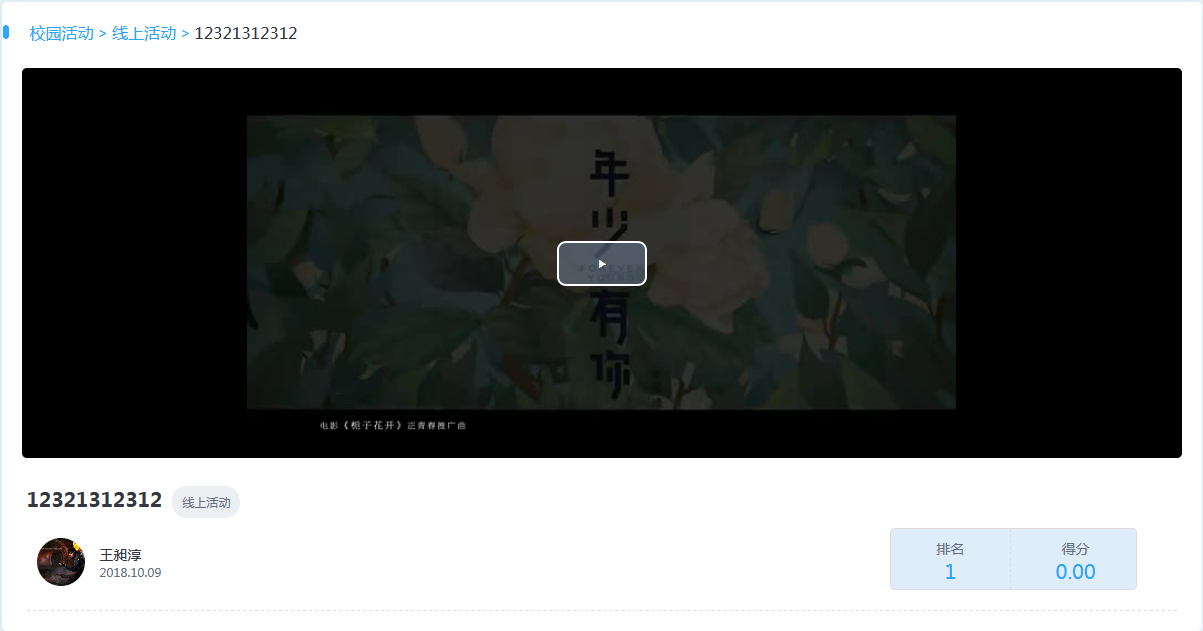 校园活动 > 线上活动 > 12321312312
年少有你
FOREVER
YOUNG
电影《栀子花开》正青春推广曲
12321312312 线上活动
王昶淳
2018.10.09
排名 得分
1 0.00